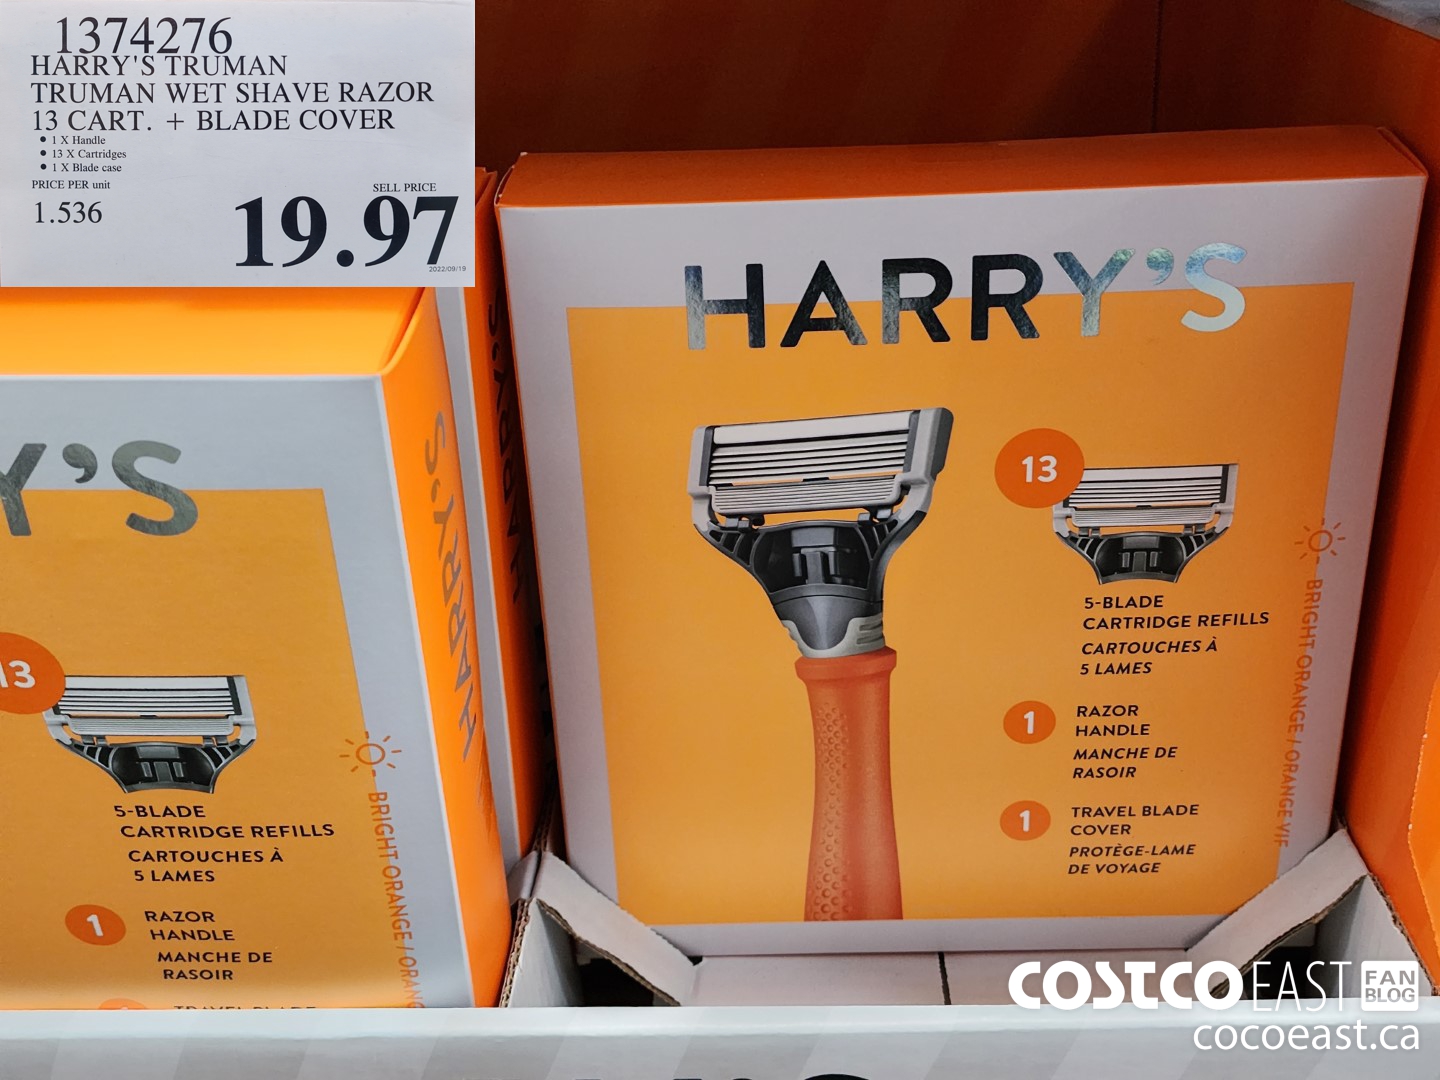 1374276
HARRY'S TRUMAN
TRUMAN WET SHAVE RAZOR
13 CART. + BLADE COVER
• 1 X Handle
• 13 X Cartridges
• 1 X Blade case
PRICE PER unit
1.536
SELL PRICE
19.97
2022/09/19
HARRY'S
13
5-BLADE
CARTRIDGE REFILLS
CARTOUCHES À
5 LAMES
1
RAZOR
HANDLE
MANCHE DE
RASOIR
1
TRAVEL BLADE
COVER
PROTÈGE-LAME
DE VOYAGE
BRIGHT ORANGE / ORANGE VIF
Y'S
13
5-BLADE
CARTRIDGE REFILLS
CARTOUCHES À
5 LAMES
1
RAZOR
HANDLE
MANCHE DE
RASOIR
TRAVEL BLADE
BRIGHT ORANGE / ORANG
HARRY'S
HARRY'S
COSTCO EAST FAN BLOG
cocoeast.ca